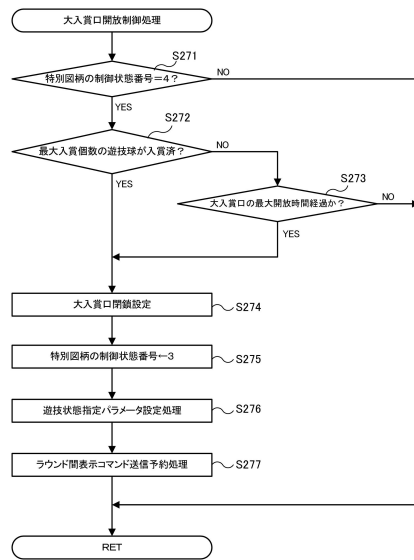 大入賞口開放制御処理
S271
特別図柄の制御状態番号=4?
NO
YES
S272
最大入賞個数の遊技球が入賞済?
NO
YES
S273
大入賞口の最大開放時間経過か?
NO
YES
大入賞口閉鎖設定
S274
特別図柄の制御状態番号←3
S275
遊技状態指定パラメータ設定処理
S276
ラウンド間表示コマンド送信予約処理
S277
RET